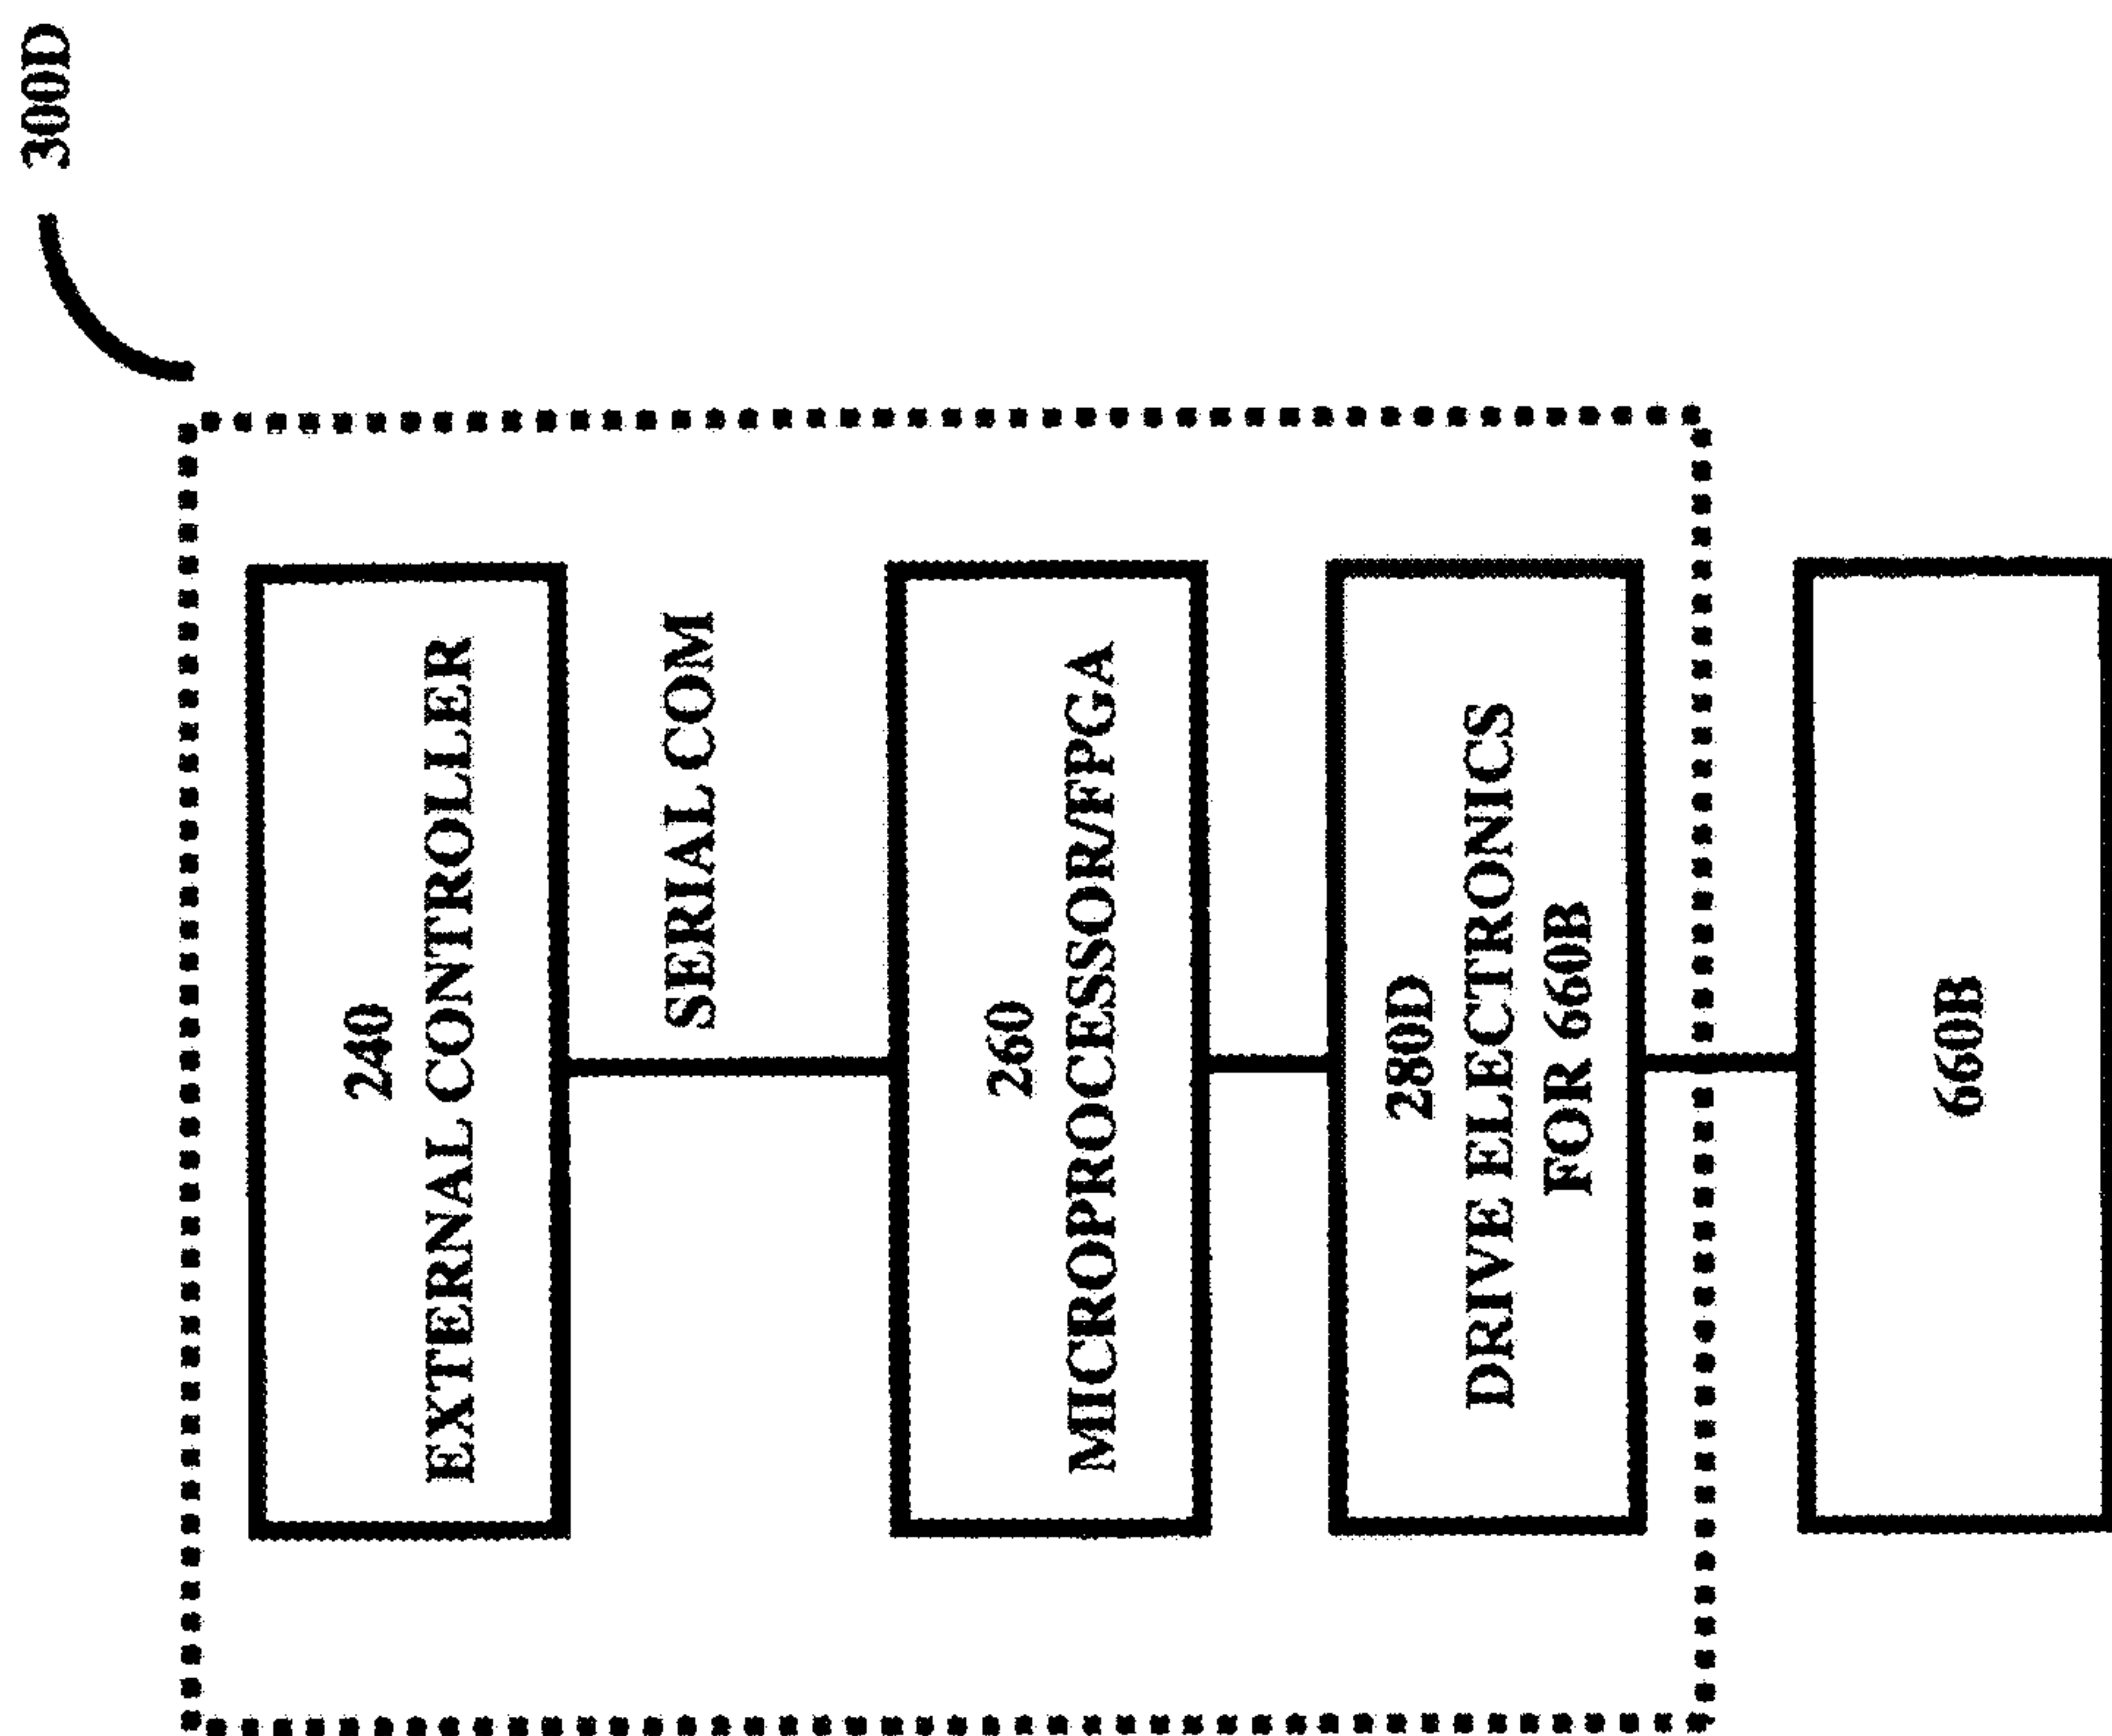 300D
240
EXTERNAL CONTROLLER
SERIAL COM
260
MICROPROCESSOR/FPGA
280D
DRIVE ELECTRONICS
FOR 660B
660B